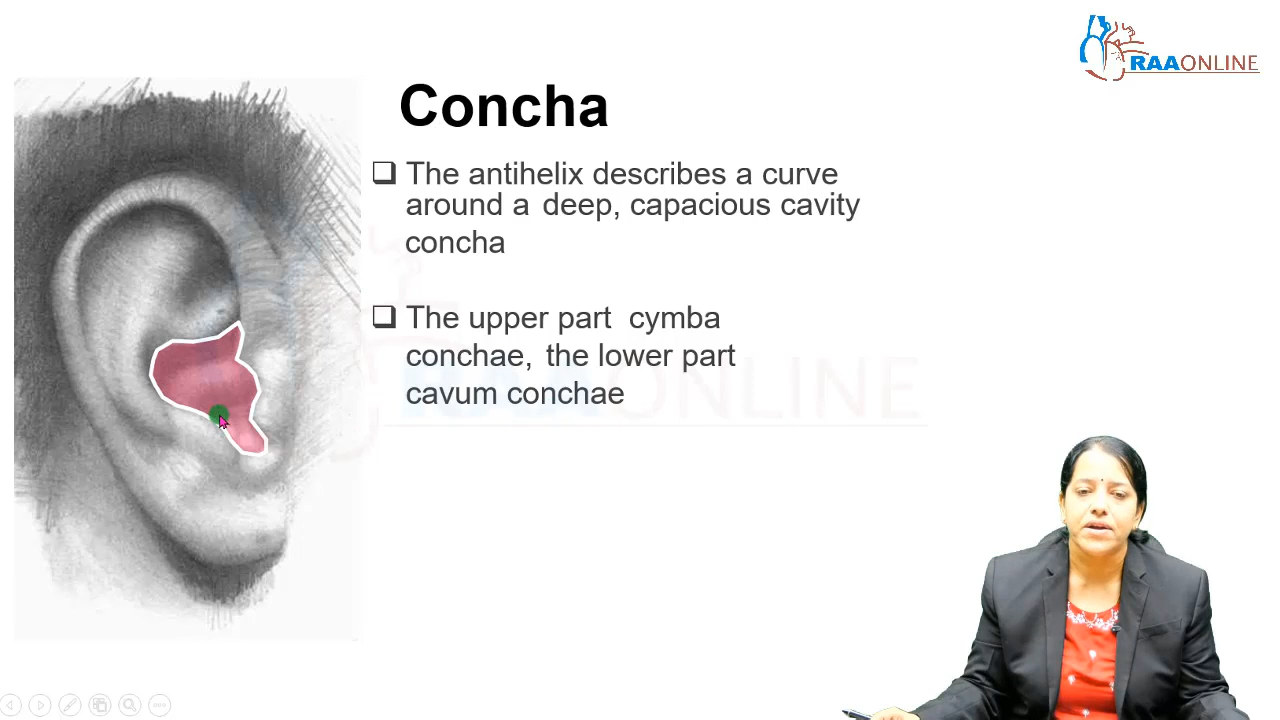 RAAONLINE
Concha
The antihelix describes a curve
around a deep, capacious cavity
concha
The upper part cymba
conchae, the lower part
cavum conchae
RAAONLINE